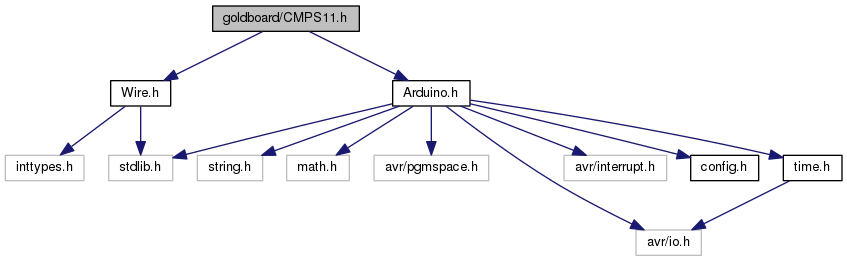 goldboard/CMPS11.h
Wire.h
Arduino.h
inttypes.h
stdlib.h
string.h
math.h
avr/pgmspace.h
avr/interrupt.h
config.h
time.h
avr/io.h